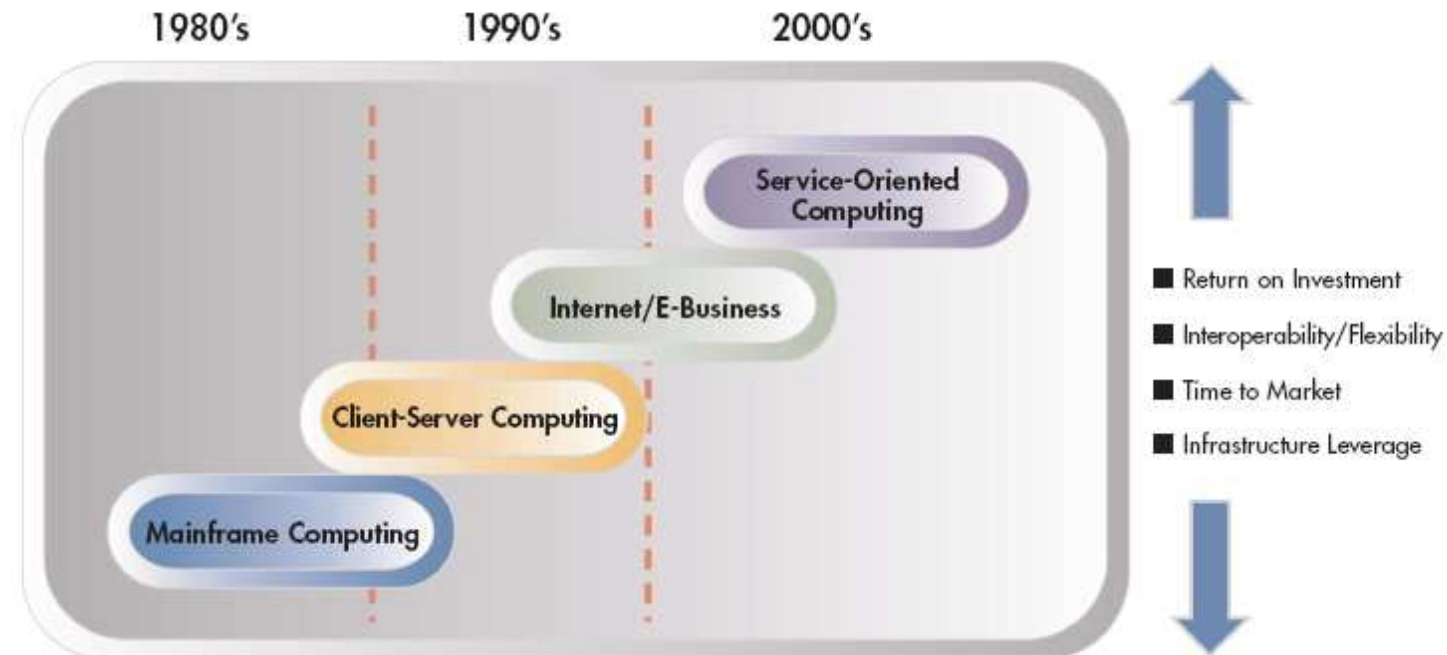 1980's 1990's 2000's
Service-Oriented
Computing
Internet/E-Business
Client-Server Computing
Mainframe Computing
■ Return on Investment
■ Interoperability/Flexibility
■ Time to Market
■ Infrastructure Leverage